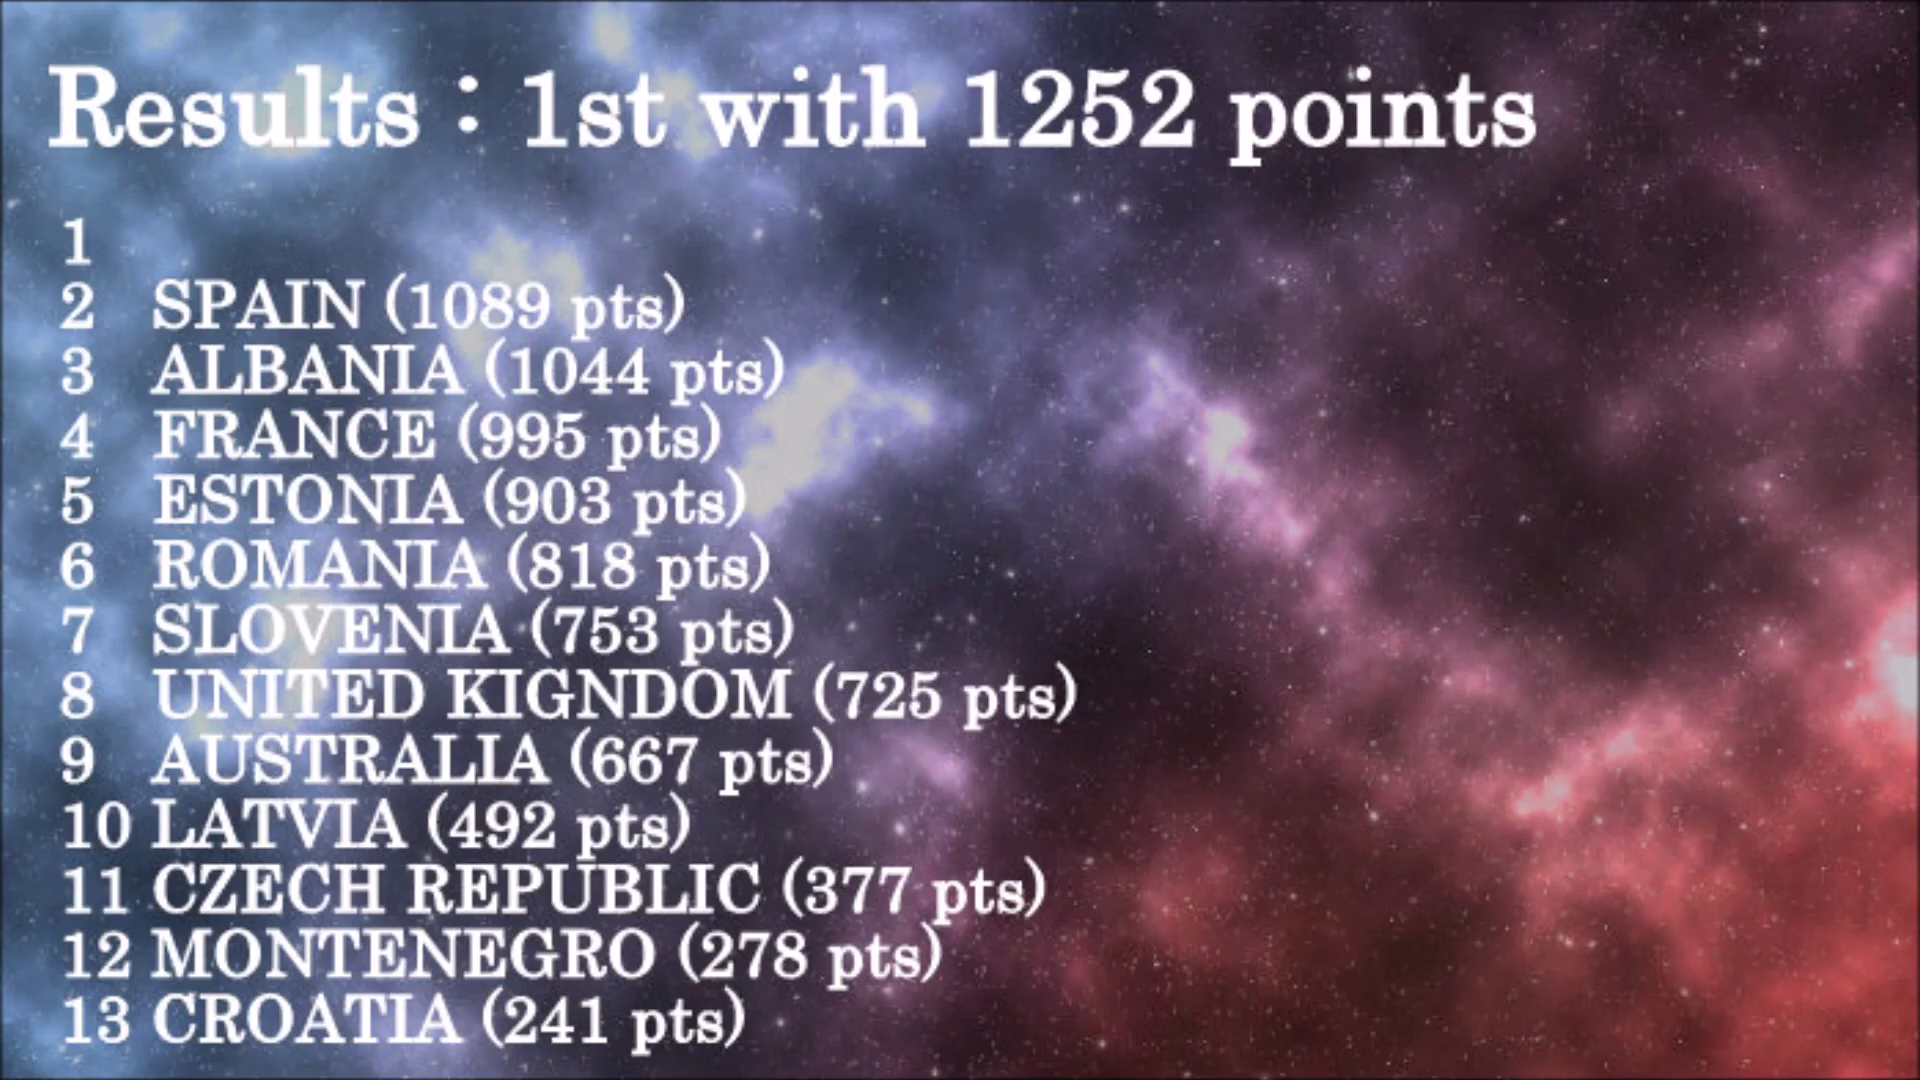 Results : 1st with 1252 points
1
2 SPAIN (1089 pts)
3 ALBANIA (1044 pts)
4 FRANCE (995 pts)
5 ESTONIA (903 pts)
6 ROMANIA (818 pts)
7 SLOVENIA (753 pts)
8 UNITED KIGNDOM (725 pts)
9 AUSTRALIA (667 pts)
10 LATVIA (492 pts)
11 CZECH REPUBLIC (377 pts)
12 MONTENEGRO (278 pts)
13 CROATIA (241 pts)